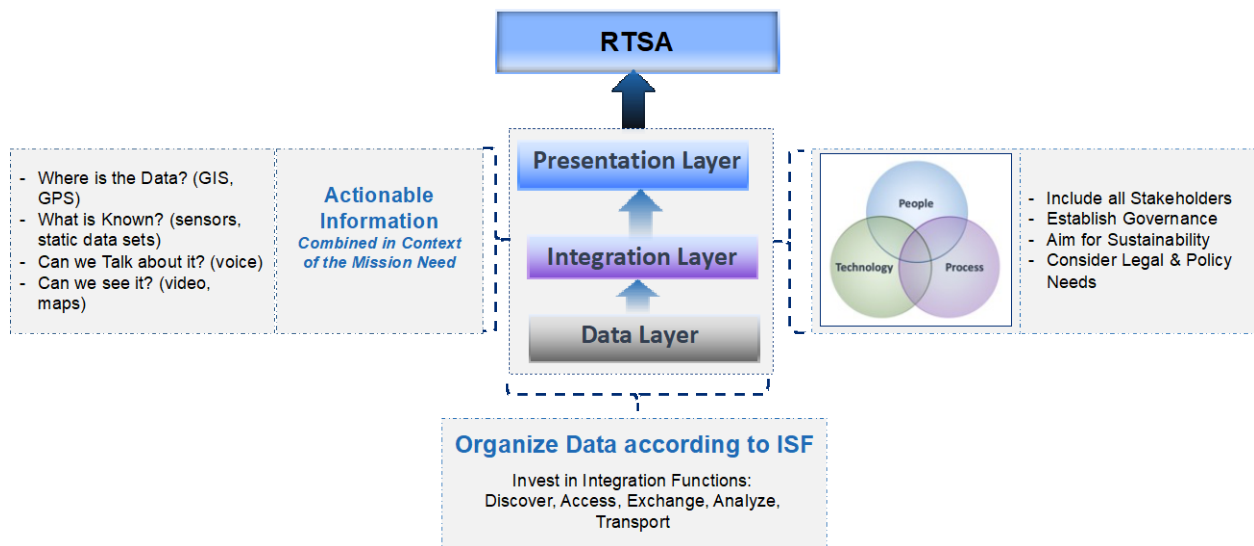 RTSA
Presentation Layer
Integration Layer
Data Layer
- Where is the Data? (GIS,
GPS)
- What is Known? (sensors,
static data sets)
- Can we Talk about it? (voice)
- Can we see it? (video,
maps)
Actionable
Information
Combined in Context
of the Mission Need
People
Technology
Process
- Include all Stakeholders
- Establish Governance
- Aim for Sustainability
- Consider Legal & Policy
Needs
Organize Data according to ISF
Invest in Integration Functions:
Discover, Access, Exchange, Analyze,
Transport